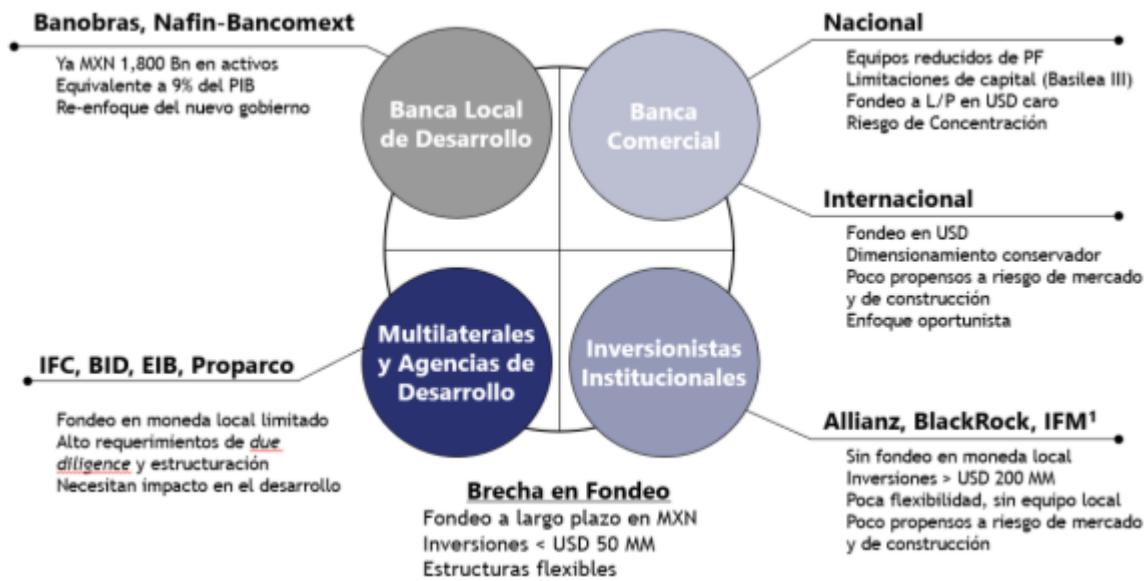 Banobras, Nafin-Bancomext
Ya MXN 1,800 Bn en activos
Equivalente a 9% del PIB
Re-enfoque del nuevo gobierno
Banca Local
de Desarrollo
Banca
Comercial
Nacional
Equipos reducidos de PF
Limitaciones de capital (Basilea III)
Fondeo a L/P en USD caro
Riesgo de Concentración
Internacional
Fondeo en USD
Dimensionamiento conservador
Poco propensos a riesgo de mercado
y de construcción
Enfoque oportunista
IFC, BID, EIB, Proparco
Fondeo en moneda local limitado
Alto requerimientos de due
diligence y estructuración
Necesitan impacto en el desarrollo
Multilaterales
y Agencias de
Desarrollo
Inversionistas
Institucionales
Allianz, BlackRock, IFM¹
Sin fondeo en moneda local
Inversiones > USD 200 MM
Poca flexibilidad, sin equipo local
Poco propensos a riesgo de mercado
y de construcción
Brecha en Fondeo
Fondeo a largo plazo en MXN
Inversiones < USD 50 MM
Estructuras flexibles